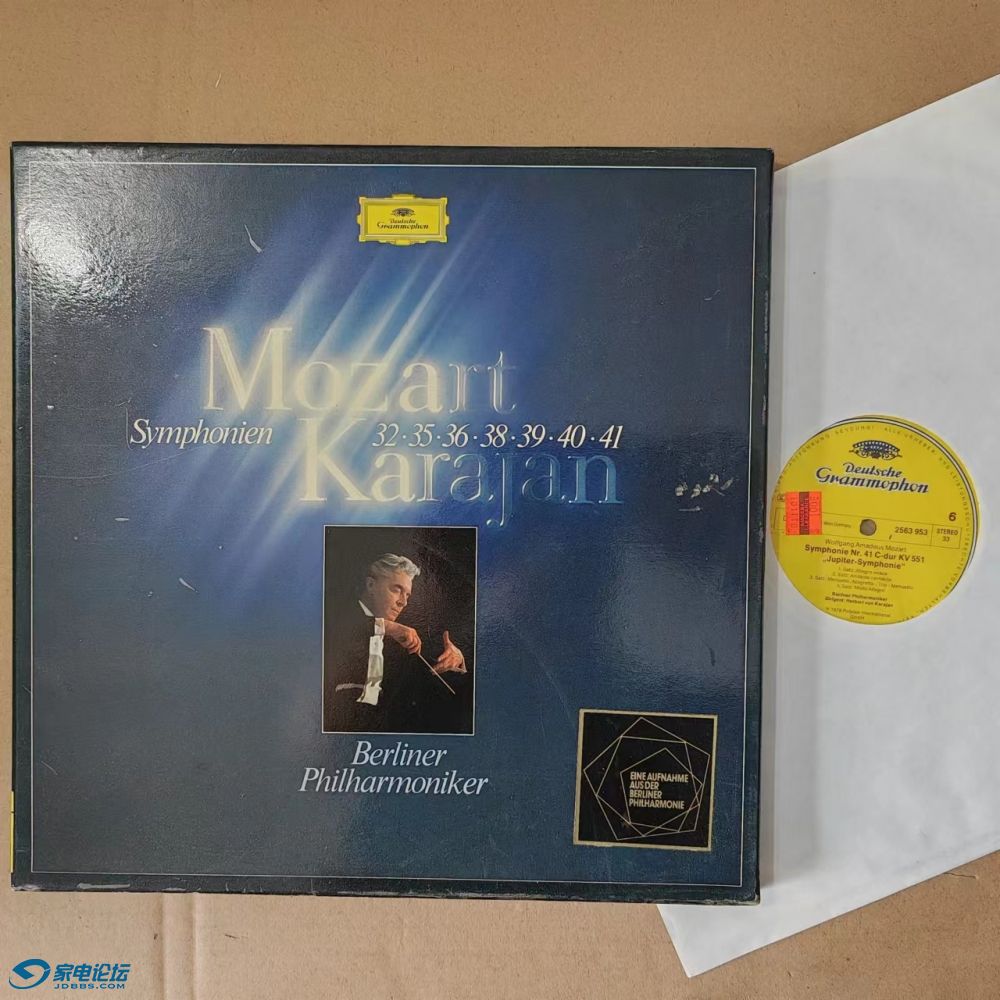 Deutsche
Grammophon
Mozart
Symphonien 32·35·36·38·39·40·41
Karajan
Berliner
Philharmoniker
EINE AUFNAHME
AUS DER
BERLINER
PHILHARMONIE
Deutsche
Grammophon
6
2563 953
STEREO
33
Wolfgang Amadeus Mozart
Symphonie Nr. 41 C-dur KV 551
„Jupiter-Symphonie"
Berliner Philharmoniker
Dirigent: Herbert von Karajan
家电论坛
JDBBS.COM